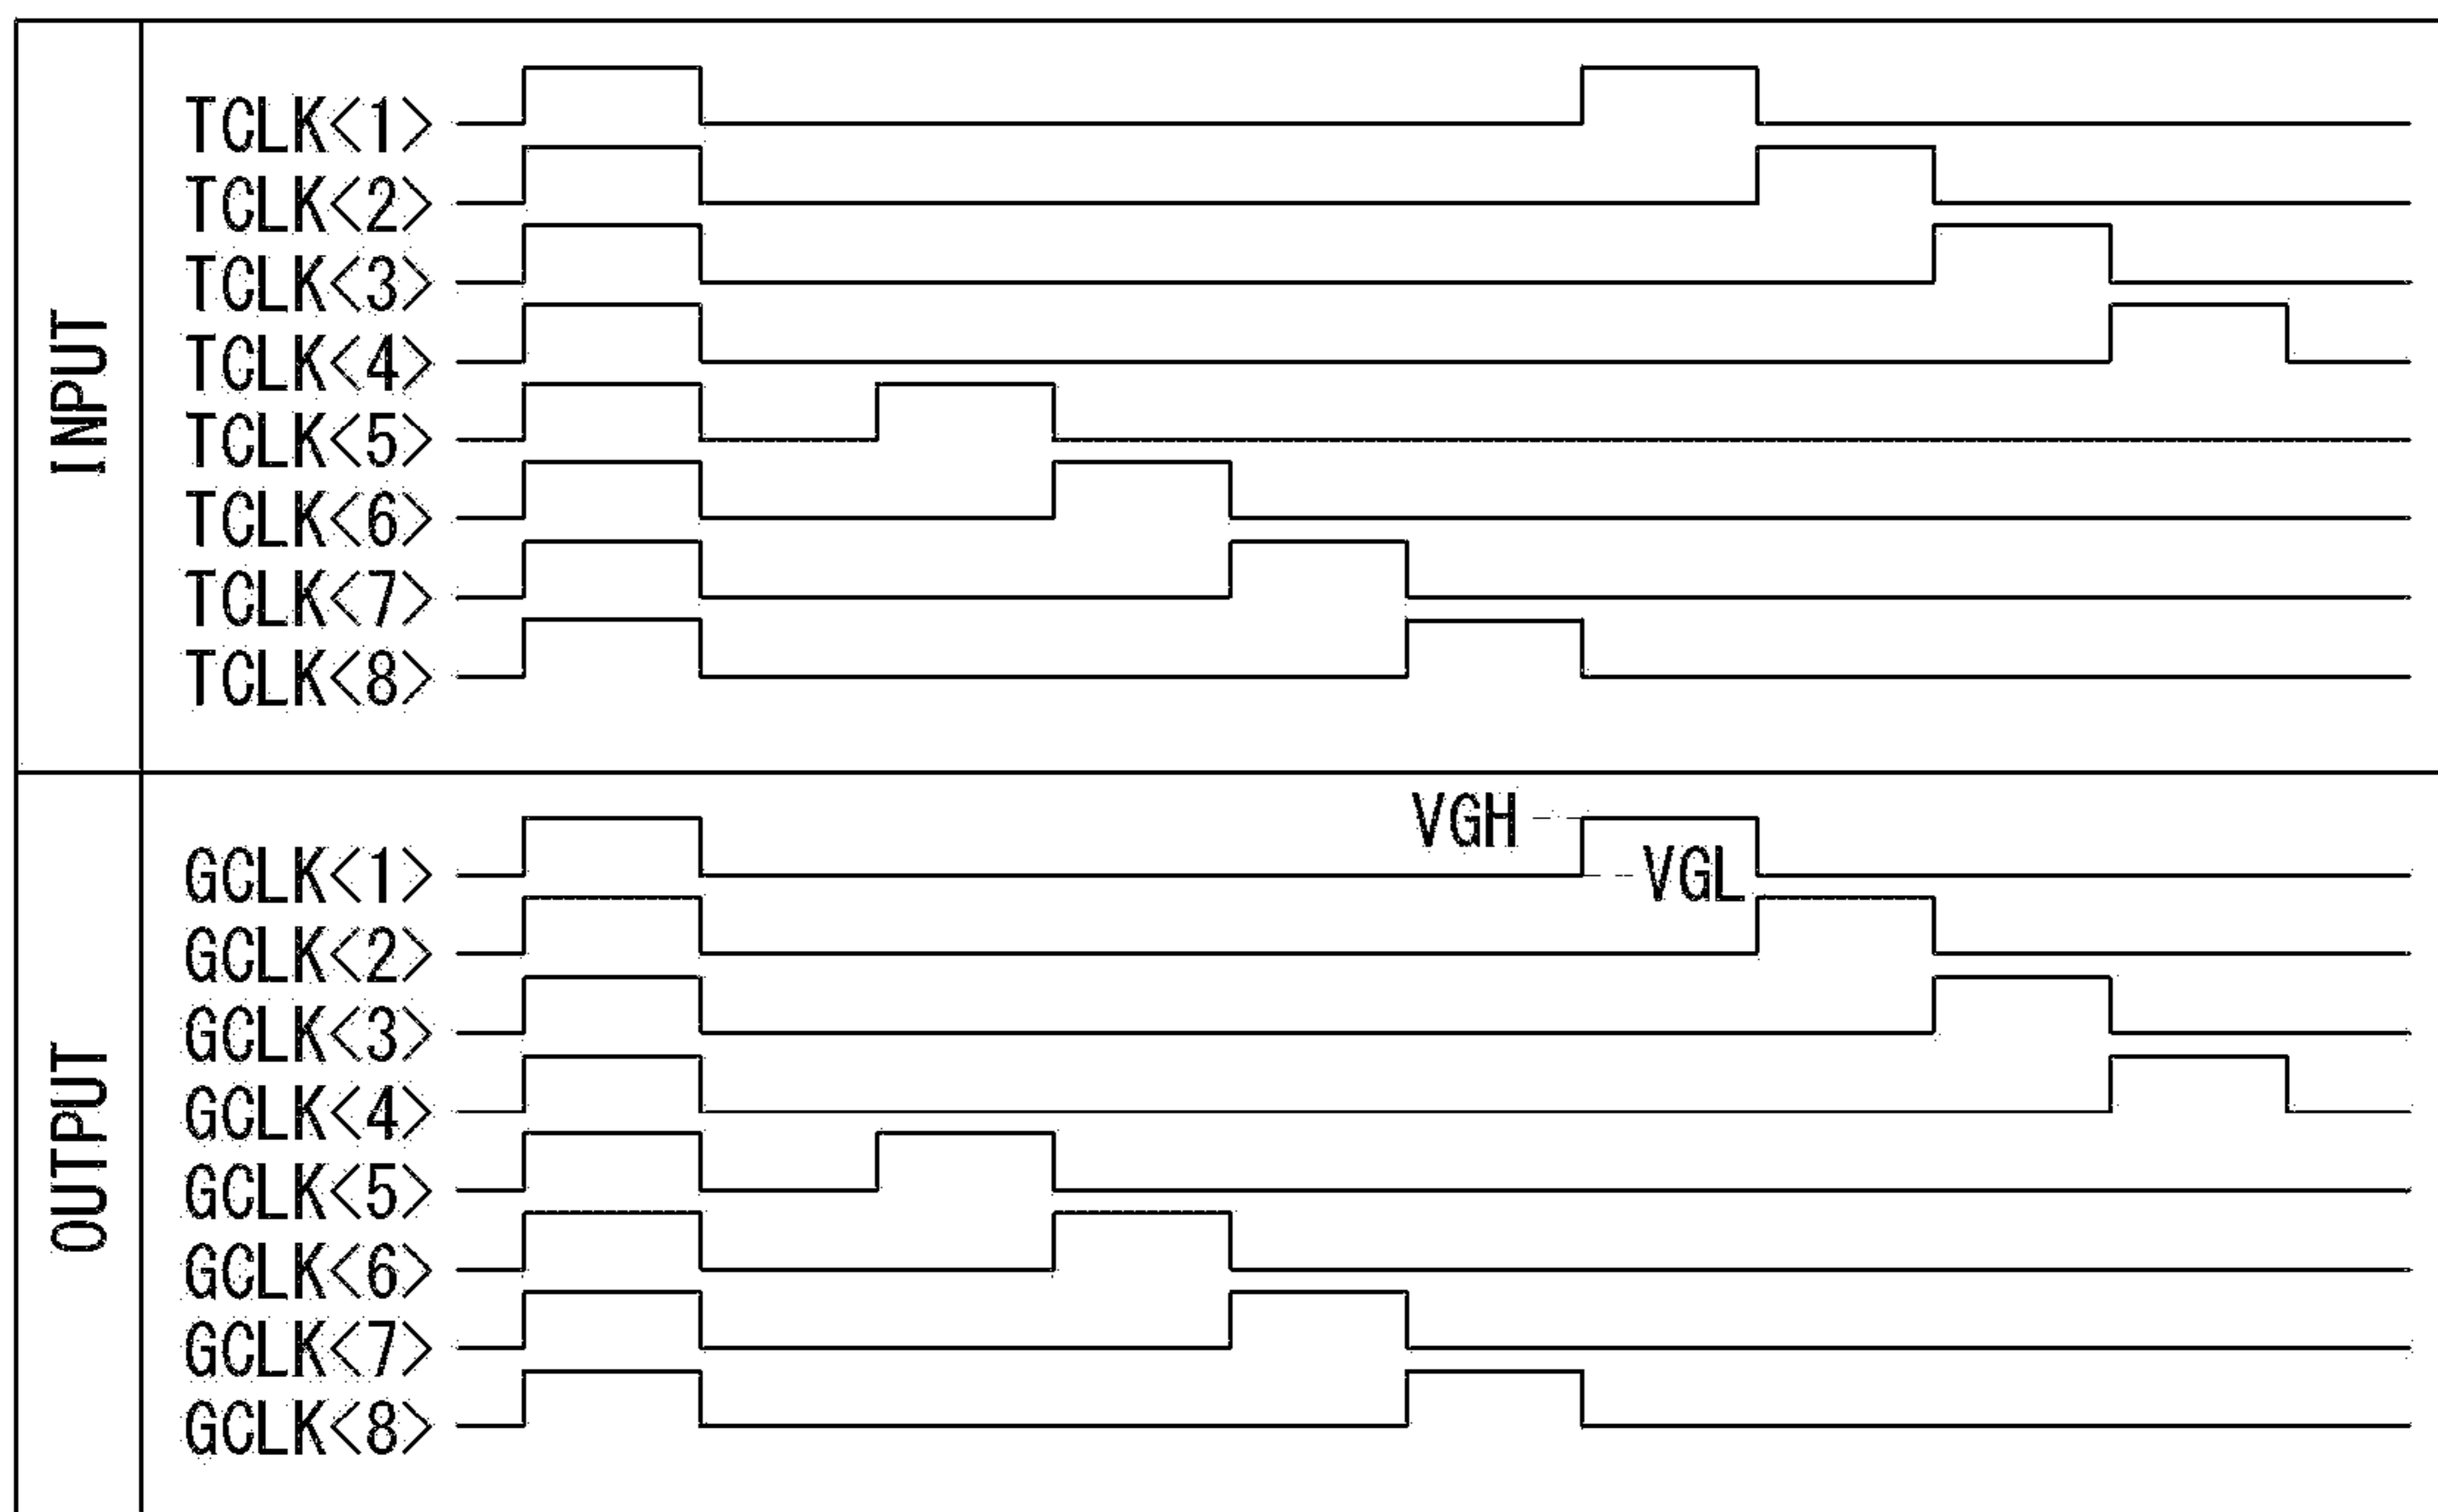 INPUT
TCLK<1>
TCLK<2>
TCLK<3>
TCLK<4>
TCLK<5>
TCLK<6>
TCLK<7>
TCLK<8>
OUTPUT
VGH
GCLK<1>
VGL
GCLK<2>
GCLK<3>
GCLK<4>
GCLK<5>
GCLK<6>
GCLK<7>
GCLK<8>